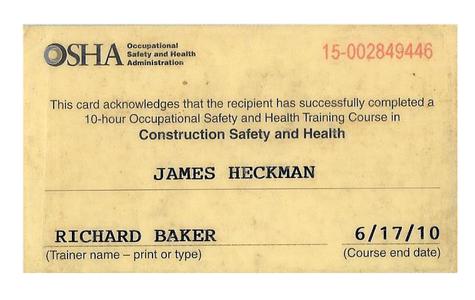 OSHA Occupational
Safety and Health
Administration
15-002849446
This card acknowledges that the recipient has successfully completed a
10-hour Occupational Safety and Health Training Course in
Construction Safety and Health
JAMES HECKMAN
RICHARD BAKER
6/17/10
(Trainer name – print or type)
(Course end date)